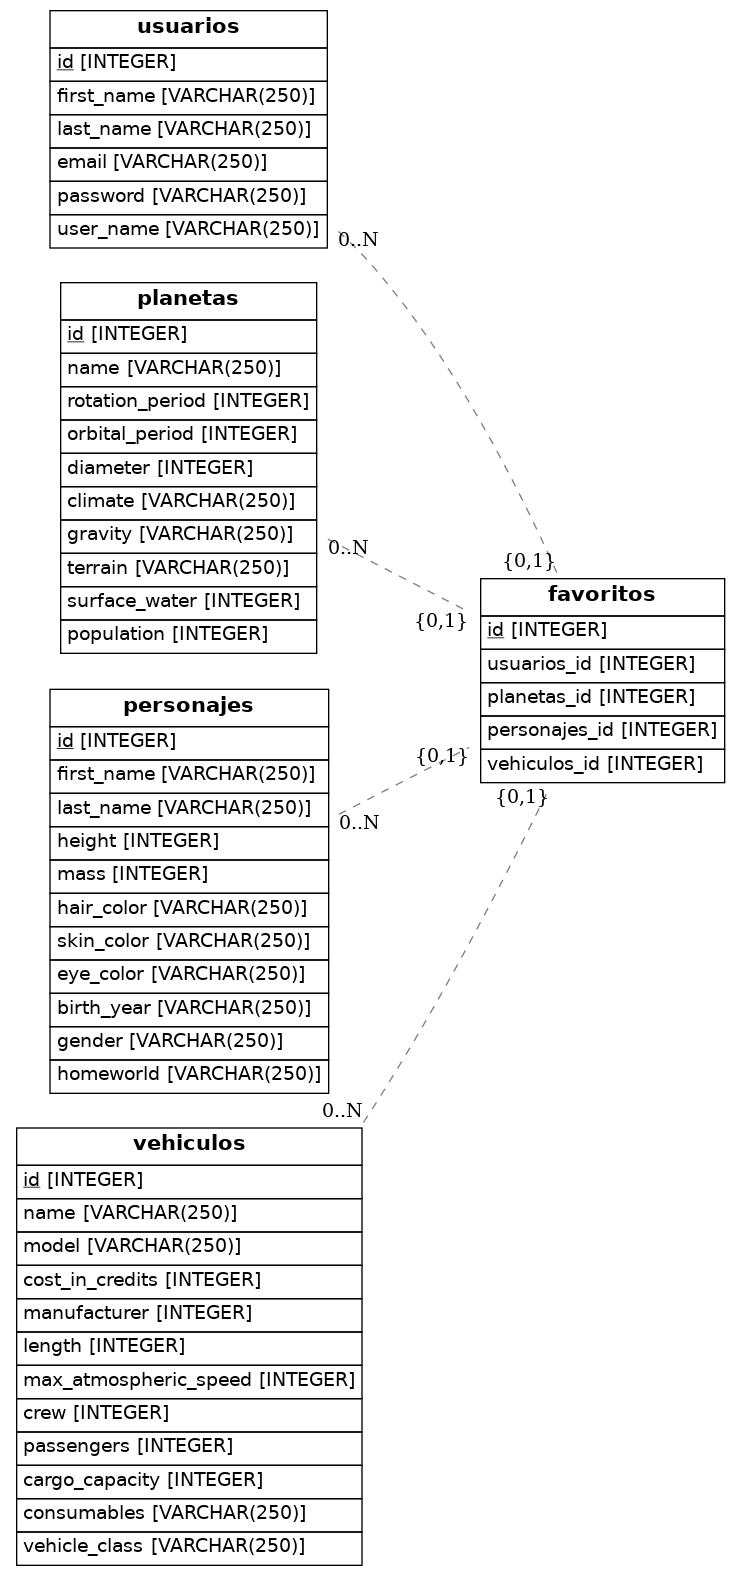 usuarios
id [INTEGER]
first_name [VARCHAR(250)]
last_name [VARCHAR(250)]
email [VARCHAR(250)]
password [VARCHAR(250)]
user_name [VARCHAR(250)]
0..N
planetas
id [INTEGER]
name [VARCHAR(250)]
rotation_period [INTEGER]
orbital_period [INTEGER]
diameter [INTEGER]
climate [VARCHAR(250)]
gravity [VARCHAR(250)]
terrain [VARCHAR(250)]
surface_water [INTEGER]
population [INTEGER]
0..N
{0,1}
{0,1}
favoritos
id [INTEGER]
usuarios_id [INTEGER]
planetas_id [INTEGER]
personajes_id [INTEGER]
vehiculos_id [INTEGER]
{0,1}
{0,1}
personajes
id [INTEGER]
first_name [VARCHAR(250)]
last_name [VARCHAR(250)]
height [INTEGER]
mass [INTEGER]
hair_color [VARCHAR(250)]
skin_color [VARCHAR(250)]
eye_color [VARCHAR(250)]
birth_year [VARCHAR(250)]
gender [VARCHAR(250)]
homeworld [VARCHAR(250)]
0..N
0..N
vehiculos
id [INTEGER]
name [VARCHAR(250)]
model [VARCHAR(250)]
cost_in_credits [INTEGER]
manufacturer [INTEGER]
length [INTEGER]
max_atmospheric_speed [INTEGER]
crew [INTEGER]
passengers [INTEGER]
cargo_capacity [INTEGER]
consumables [VARCHAR(250)]
vehicle_class [VARCHAR(250)]